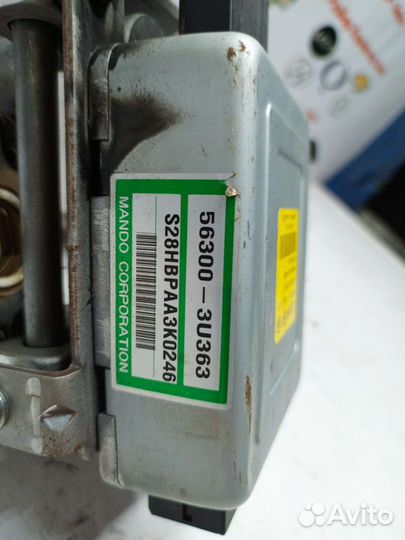 56300-3U363
S28HBPAA3K0246
MANDO CORPORATION
Avito